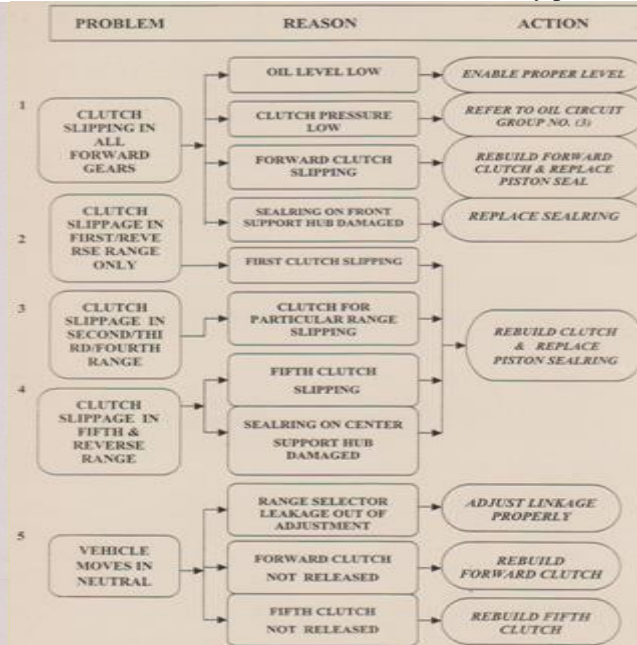 PROBLEM REASON ACTION
OIL LEVEL LOW
ENABLE PROPER LEVEL
1
CLUTCH
SLIPPING IN
ALL
FORWARD
GEARS
CLUTCH PRESSURE
LOW
REFER TO OIL CIRCUIT
GROUP NO. (3)
FORWARD CLUTCH
SLIPPING
REBUILD FORWARD
CLUTCH & REPLACE
PISTON SEAL
SEALRING ON FRONT
SUPPORT HUB DAMAGED
REPLACE SEALRING
2
CLUTCH
SLIPPAGE IN
FIRST/REVE
RSE RANGE
ONLY
FIRST CLUTCH SLIPPING
3
CLUTCH
SLIPPAGE IN
SECOND/THI
RD/FOURTH
RANGE
CLUTCH FOR
PARTICULAR RANGE
SLIPPING
REBUILD CLUTCH
& REPLACE
PISTON SEALRING
4
CLUTCH
SLIPPAGE IN
FIFTH &
REVERSE
RANGE
FIFTH CLUTCH
SLIPPING
SEALRING ON CENTER
SUPPORT HUB
DAMAGED
5
VEHICLE
MOVES IN
NEUTRAL
RANGE SELECTOR
LEAKAGE OUT OF
ADJUSTMENT
ADJUST LINKAGE
PROPERLY
FORWARD CLUTCH
NOT RELEASED
REBUILD
FORWARD CLUTCH
FIFTH CLUTCH
NOT RELEASED
REBUILD FIFTH
CLUTCH